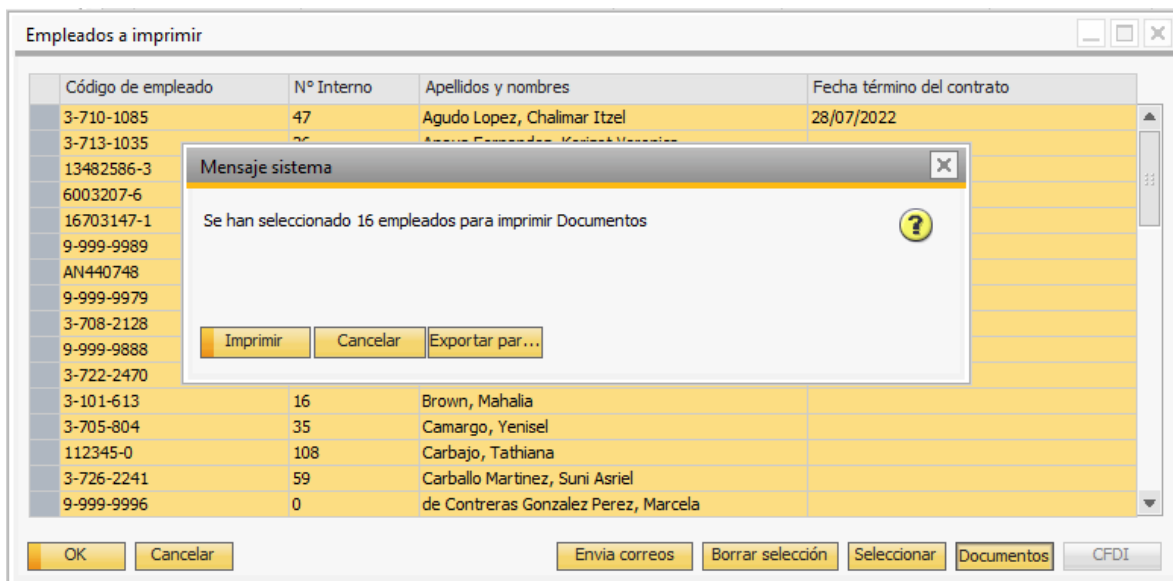 Empleados a imprimir
Código de empleado Nº Interno Apellidos y nombres Fecha término del contrato
3-710-1085 47 Agudo Lopez, Chalimar Itzel 28/07/2022
3-713-1035
13482586-3
6003207-6
16703147-1
9-999-9989
AN440748
9-999-9979
3-708-2128
9-999-9888
3-722-2470
Mensaje sistema
Se han seleccionado 16 empleados para imprimir Documentos
Imprimir Cancelar Exportar par...
3-101-613 16 Brown, Mahalia
3-705-804 35 Camargo, Yenisel
112345-0 108 Carbajo, Tathiana
3-726-2241 59 Carballo Martinez, Suni Asriel
9-999-9996 0 de Contreras Gonzalez Perez, Marcela
OK Cancelar Envia correos Borrar selección Seleccionar Documentos CFDI